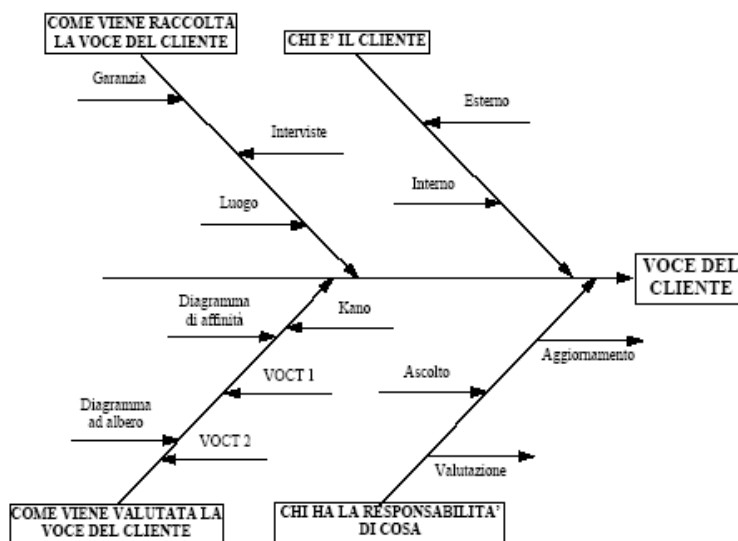 COME VIENE RACCOLTA
LA VOCE DEL CLIENTE
CHI E' IL CLIENTE
Garanzia
Esterno
Interviste
Interno
Luogo
VOCE DEL
CLIENTE
Diagramma
di affinità
Kano
Aggiornamento
Ascolto
VOCT 1
Diagramma
ad albero
VOCT 2
Valutazione
COME VIENE VALUTATA LA
VOCE DEL CLIENTE
CHI HA LA RESPONSABILITA'
DI COSA